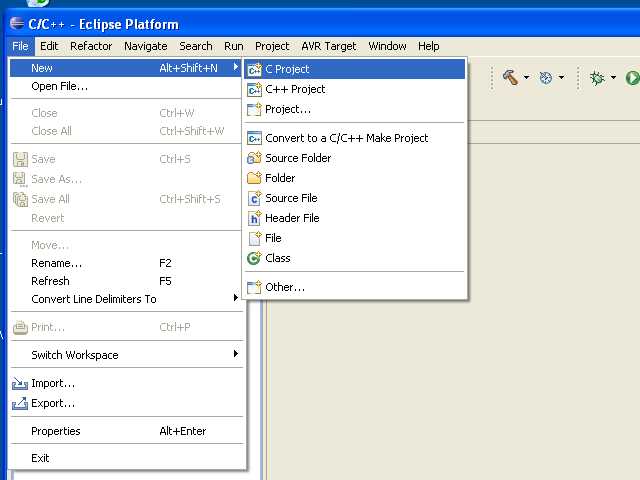 C/C++ - Eclipse Platform
File Edit Refactor Navigate Search Run Project AVR Target Window Help
New Alt+Shift+N
Open File...
Close Ctrl+W
Close All Ctrl+Shift+W
Save Ctrl+S
Save As...
Save All Ctrl+Shift+S
Revert
Move...
Rename... F2
Refresh F5
Convert Line Delimiters To
Print... Ctrl+P
Switch Workspace
Import...
Export...
Properties Alt+Enter
Exit
C Project
C++ Project
Project...
Convert to a C/C++ Make Project
Source Folder
Folder
Source File
Header File
File
Class
Other...